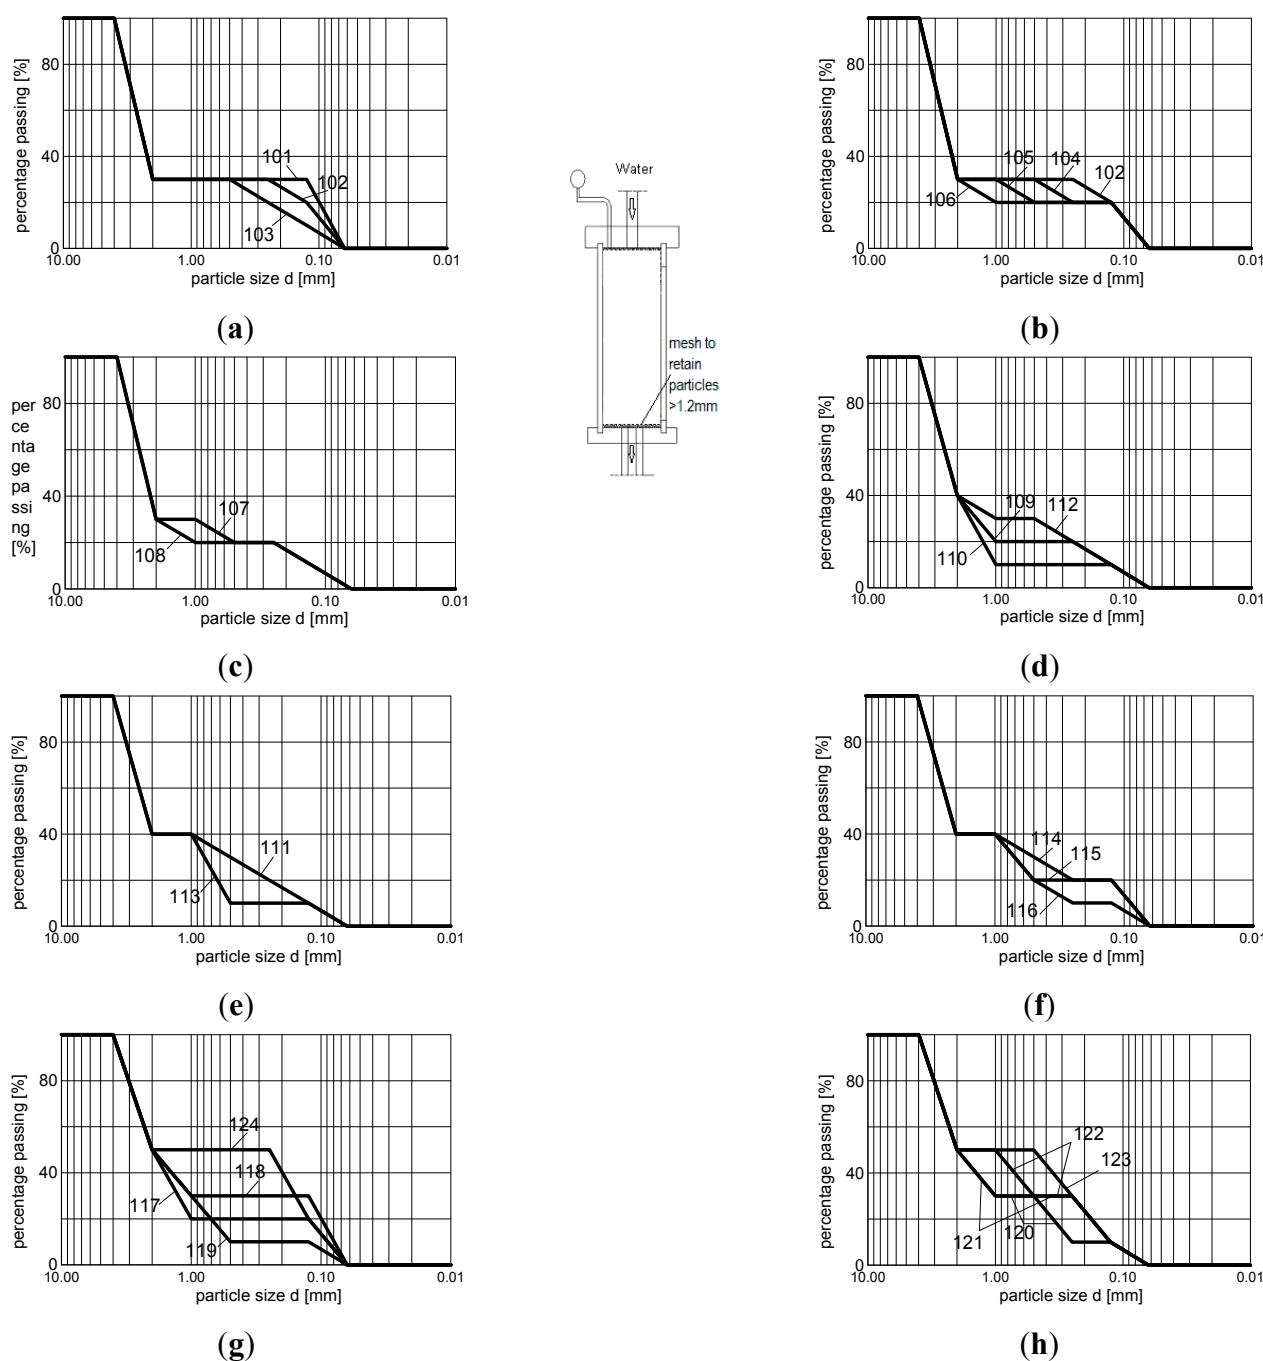 percentage passing [%]
80
40
0
101
102
103
10.00 1.00 0.10 0.01
particle size d [mm]
(a)
Water
mesh to
retain
particles
>1.2mm
percentage passing [%]
80
40
0
105
104
102
106
10.00 1.00 0.10 0.01
particle size d [mm]
(b)
per
ce
nta
ge
pa
ssi
ng
[%]
80
40
0
107
108
10.00 1.00 0.10 0.01
particle size d [mm]
(c)
percentage passing [%]
80
40
0
109
112
110
10.00 1.00 0.10 0.01
particle size d [mm]
(d)
percentage passing [%]
80
40
0
111
113
10.00 1.00 0.10 0.01
particle size d [mm]
(e)
percentage passing [%]
80
40
0
114
115
116
10.00 1.00 0.10 0.01
particle size d [mm]
(f)
percentage passing [%]
80
40
0
124
118
117
119
10.00 1.00 0.10 0.01
particle size d [mm]
(g)
percentage passing [%]
80
40
0
122
123
121
120
10.00 1.00 0.10 0.01
particle size d [mm]
(h)